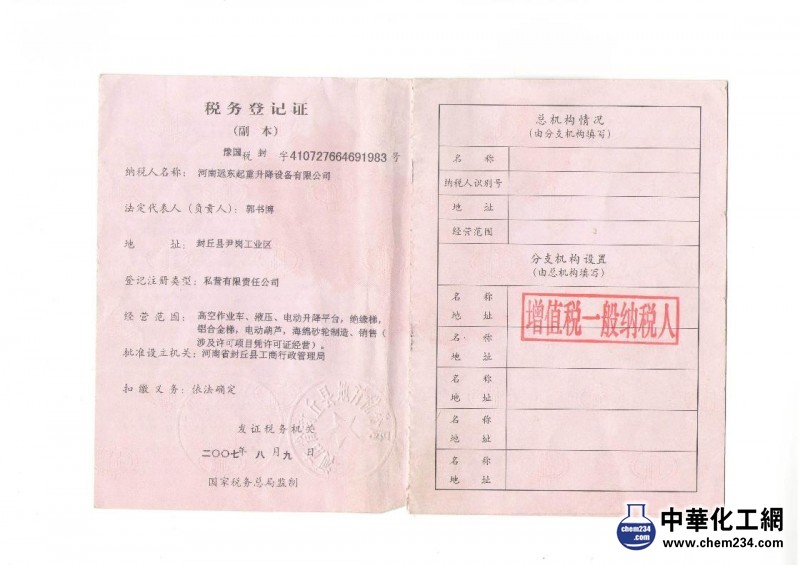 税务登记证
（副 本）
豫国税 封 字410727664691983号
纳税人名称： 河南远东起重升降设备有限公司
法定代表人（负责人）： 郭书博
地 址： 封丘县尹岗工业区
登记注册类型： 私营有限责任公司
经营范围： 高空作业车、液压、电动升降平台，绝缘梯，
铝合金梯，电动葫芦，海绵砂轮制造、销售（
涉及许可项目凭许可证经营）。
批准设立机关： 河南省封丘县工商行政管理局
扣缴义务： 依法确定
发证税务机关
二〇〇七年 八月 九日
国家税务总局监制
总机构情况
（由分支机构填写）
名 称
纳税人识别号
地 址
经营范围
分支机构设置
（由总机构填写）
名 称
地 址
增值税一般纳税人
名 称
地 址
名 称
地 址
名 称
地 址
名 称
地 址
chem234.com
中華化工網
www.chem234.com